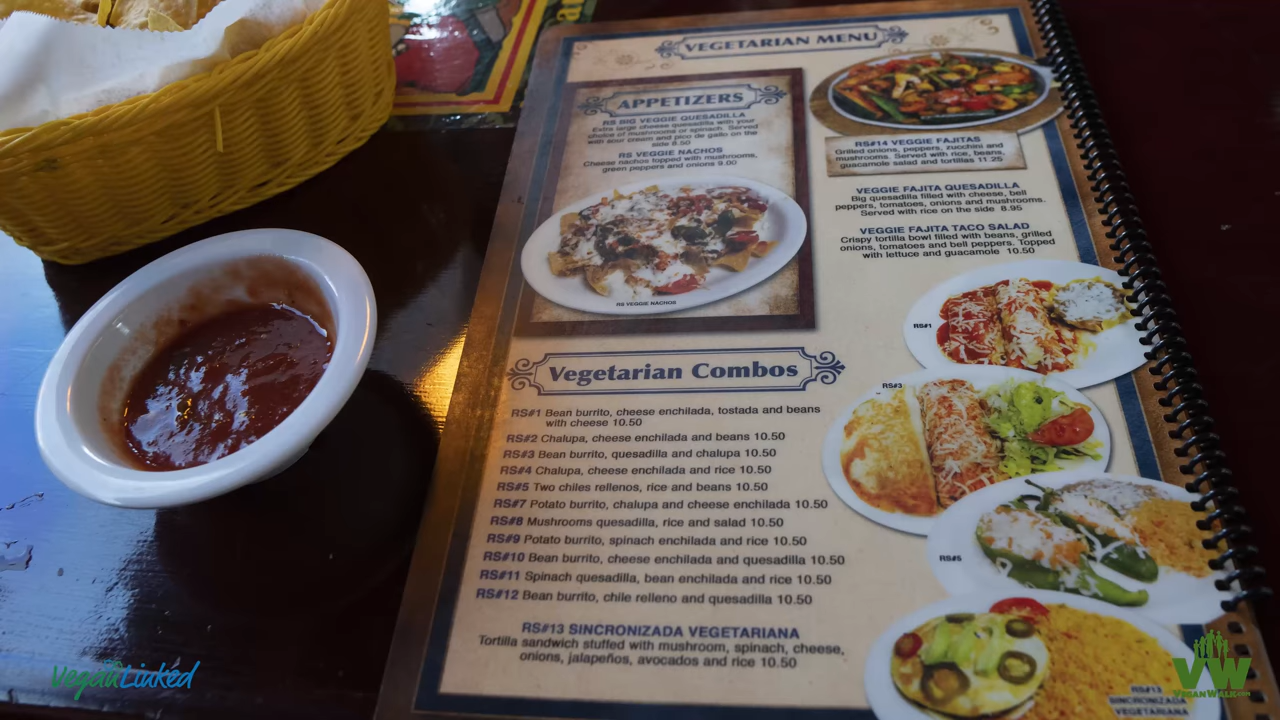 VEGETARIAN MENU
APPETIZERS
RS BIG VEGGIE QUESADILLA
Extra large cheese quesadilla with your
choice of mushrooms or spinach. Served
with sour cream and pico de gallo on the
side 8.50
RS VEGGIE NACHOS
Cheese nachos topped with mushrooms,
green peppers and onions 9.00
RS VEGGIE NACHOS
RS#14 VEGGIE FAJITAS
Grilled onions, peppers, zucchini and
mushrooms. Served with rice, beans,
guacamole salad and tortillas 11.25
VEGGIE FAJITA QUESADILLA
Big quesadilla filled with cheese, bell
peppers, tomatoes, onions and mushrooms.
Served with rice on the side 8.95
VEGGIE FAJITA TACO SALAD
Crispy tortilla bowl filled with beans, grilled
onions, tomatoes and bell peppers. Topped
with lettuce and guacamole 10.50
RS#1
RS#3
RS#5
RS#13
SINCRONIZADA
VEGETARIANA
Vegetarian Combos
RS#1 Bean burrito, cheese enchilada, tostada and beans
with cheese 10.50
RS#2 Chalupa, cheese enchilada and beans 10.50
RS#3 Bean burrito, quesadilla and chalupa 10.50
RS#4 Chalupa, cheese enchilada and rice 10.50
RS#5 Two chiles rellenos, rice and beans 10.50
RS#7 Potato burrito, chalupa and cheese enchilada 10.50
RS#8 Mushrooms quesadilla, rice and salad 10.50
RS#9 Potato burrito, spinach enchilada and rice 10.50
RS#10 Bean burrito, cheese enchilada and quesadilla 10.50
RS#11 Spinach quesadilla, bean enchilada and rice 10.50
RS#12 Bean burrito, chile relleno and quesadilla 10.50
RS#13 SINCRONIZADA VEGETARIANA
Tortilla sandwich stuffed with mushroom, spinach, cheese,
onions, jalapeños, avocados and rice 10.50
VeganLinked
VW
VEGANWALK.com